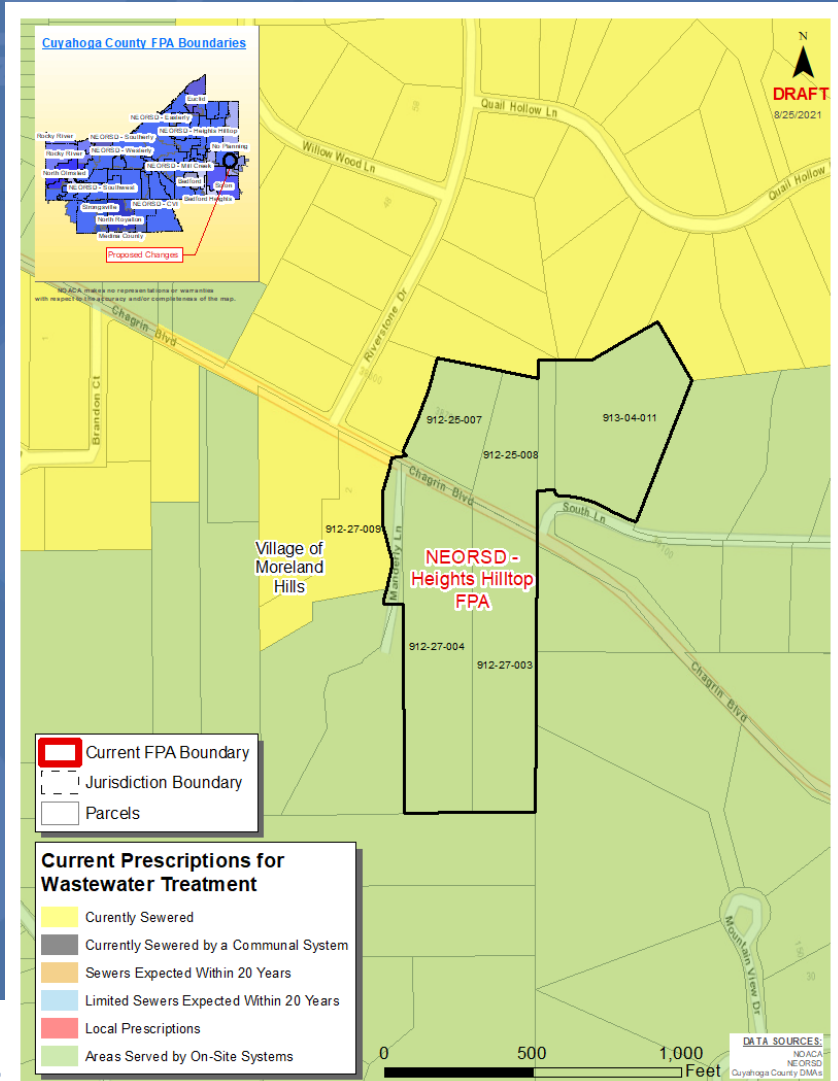 Cuyahoga County FPA Boundaries
Euclid
NEORSD - Easterly
NEORSD - Heights Hilltop
Rocky River
NEORSD - Southerly
No Planning
Rocky River
NEORSD - Westerly
NEORSD - Mill Creek
North Olmsted
Bedford
Solon
NEORSD - Southwest
Bedford Heights
Strongsville
NEORSD - CVI
North Royalton
Medina County
Proposed Changes
NOACA makes no representations or warranties
with respect to the accuracy and/or completeness of the map.
N
DRAFT
8/25/2021
Quail Hollow Ln
Willow Wood Ln
Quail Hollow
Riverstone Dr
Chagrin Blvd
Brandon Ct
912-25-007
913-04-011
912-25-008
Chagrin Blvd
South Ln
912-27-009
Manderly Ln
Village of
Moreland
Hills
NEORSD -
Heights Hilltop
FPA
912-27-004
912-27-003
Chagrin Blvd
Mountain View Dr
Current FPA Boundary
Jurisdiction Boundary
Parcels
Current Prescriptions for
Wastewater Treatment
Curently Sewered
Currently Sewered by a Communal System
Sewers Expected Within 20 Years
Limited Sewers Expected Within 20 Years
Local Prescriptions
Areas Served by On-Site Systems
0 500 1,000
Feet
DATA SOURCES:
NOACA
NEORSD
Cuyahoga County DMAs